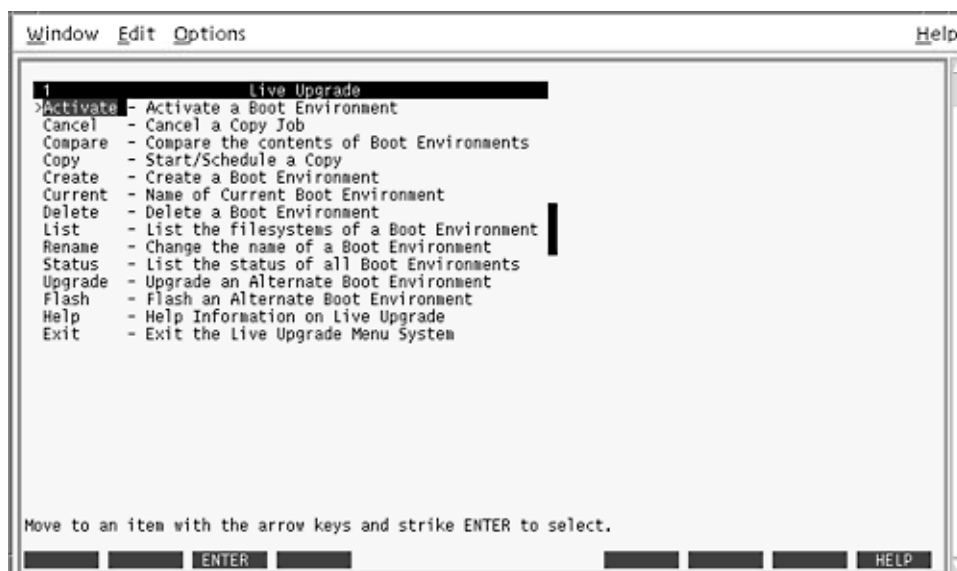 Window Edit Options Help
1 Live Upgrade
>Activate - Activate a Boot Environment
Cancel - Cancel a Copy Job
Compare - Compare the contents of Boot Environments
Copy - Start/Schedule a Copy
Create - Create a Boot Environment
Current - Name of Current Boot Environment
Delete - Delete a Boot Environment
List - List the filesystems of a Boot Environment
Rename - Change the name of a Boot Environment
Status - List the status of all Boot Environments
Upgrade - Upgrade an Alternate Boot Environment
Flash - Flash an Alternate Boot Environment
Help - Help Information on Live Upgrade
Exit - Exit the Live Upgrade Menu System
Move to an item with the arrow keys and strike ENTER to select.
ENTER HELP